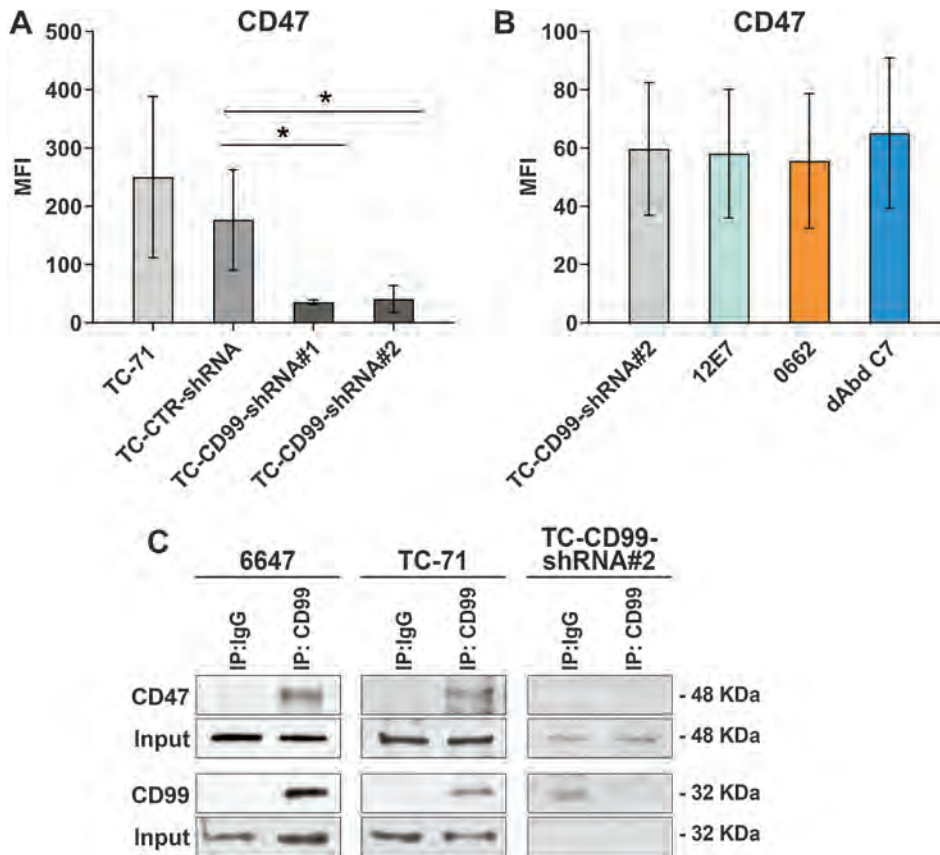 A
CD47
500
400
300
200
100
0
MFI
*
*
TC-71
TC-CTR-shRNA
TC-CD99-shRNA#1
TC-CD99-shRNA#2
B
CD47
100
80
60
40
20
0
MFI
TC-CD99-shRNA#2
12E7
0662
dAbd C7
C
6647
TC-71
TC-CD99-
shRNA#2
IP:IgG
IP: CD99
IP:IgG
IP: CD99
IP:IgG
IP: CD99
CD47
- 48 KDa
Input
- 48 KDa
CD99
- 32 KDa
Input
- 32 KDa